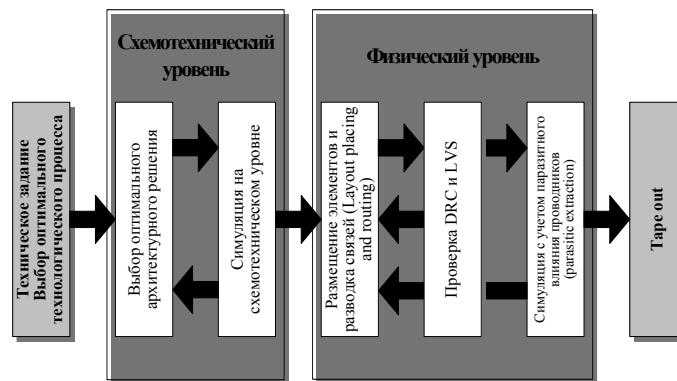 Схемотехнический
уровень
Физический уровень
Техническое задание
Выбор оптимального
технологического процесса
Выбор оптимального
архитектурного решения
Симуляция на
схемотехническом уровне
Размещение элементов и
разводка связей (Layout placing
and routing)
Проверка DRC и LVS
Симуляция с учетом паразитного
влияния проводников
(parasitic extraction)
Tape out